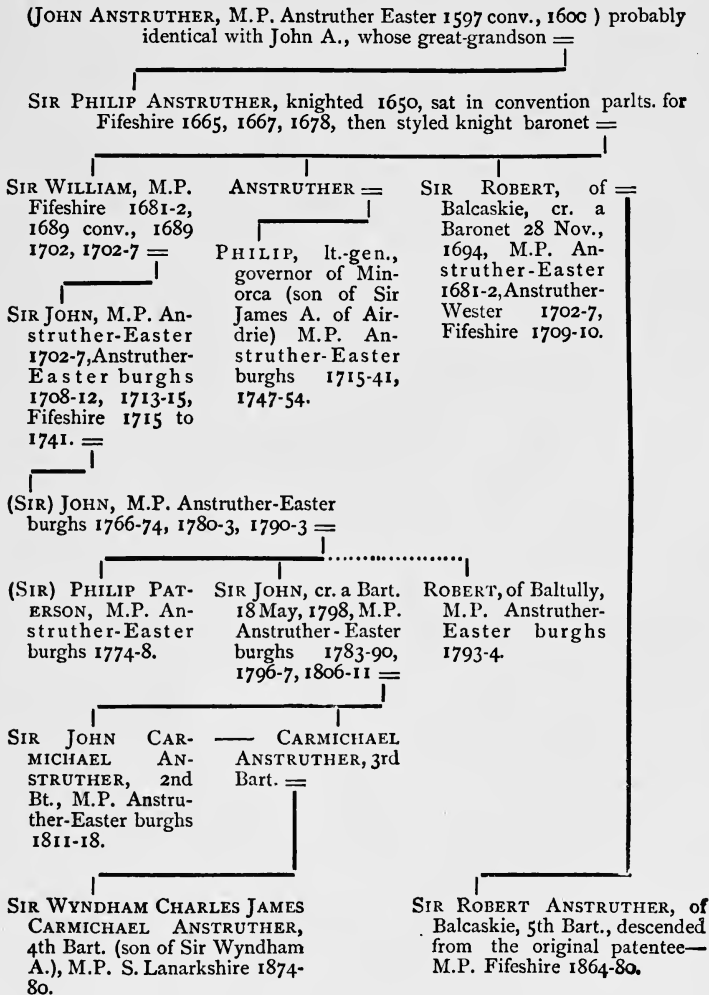 (JOHN ANSTRUTHER, M.P. Anstruther Easter 1597 conv., 1600 ) probably
identical with John A., whose great-grandson =
SIR PHILIP ANSTRUTHER, knighted 1650, sat in convention parlts. for
Fifeshire 1665, 1667, 1678, then styled knight baronet =
SIR WILLIAM, M.P.
Fifeshire 1681-2,
1689 conv., 1689
1702, 1702-7 =
ANSTRUTHER =
SIR ROBERT, of =
Balcaskie, cr. a
Baronet 28 Nov.,
1694, M.P. An-
struther-Easter
1681-2, Anstruther-
Wester 1702-7,
Fifeshire 1709-10.
PHILIP, lt.-gen.,
governor of Min-
orca (son of Sir
James A. of Air-
drie) M.P. An-
struther-Easter
burghs 1715-41,
1747-54.
SIR JOHN, M.P. An-
struther-Easter
1702-7, Anstruther-
Easter burghs
1708-12, 1713-15,
Fifeshire 1715 to
1741. =
(SIR) JOHN, M.P. Anstruther-Easter
burghs 1766-74, 1780-3, 1790-3 =
(SIR) PHILIP PAT-
ERSON, M.P. An-
struther-Easter
burghs 1774-8.
SIR JOHN, cr. a Bart.
18 May, 1798, M.P.
Anstruther-Easter
burghs 1783-90,
1796-7, 1806-11 =
ROBERT, of Baltully,
M.P. Anstruther-
Easter burghs
1793-4.
SIR JOHN CAR-
MICHAEL AN-
STRUTHER, 2nd
Bt., M.P. Anstru-
ther-Easter burghs
1811-18.
— CARMICHAEL
ANSTRUTHER, 3rd
Bart. =
SIR WYNDHAM CHARLES JAMES
CARMICHAEL ANSTRUTHER,
4th Bart. (son of Sir Wyndham
A.), M.P. S. Lanarkshire 1874-
80.
SIR ROBERT ANSTRUTHER, of
Balcaskie, 5th Bart., descended
from the original patentee—
M.P. Fifeshire 1864-80.